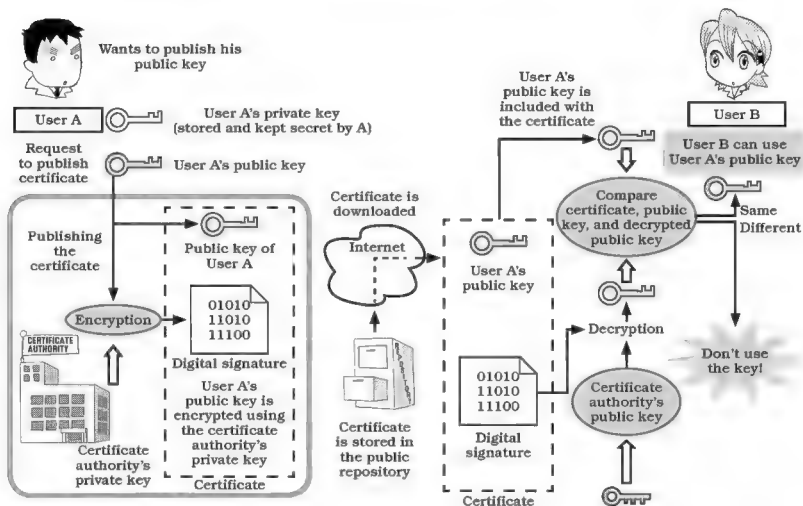 Wants to publish his
public key
User A
User A's private key
(stored and kept secret by A)
Request
to publish
certificate
User A's public key
Publishing
the
certificate
Public key of
User A
Encryption
01010
11010
11100
Digital signature
CERTIFICATE
AUTHORITY
Certificate
authority's
private key
User A's
public key is
encrypted using
the certificate
authority's
private key
Certificate
Certificate is
downloaded
Internet
Certificate
is stored in
the public
repository
User A's
public key is
included with
the certificate
User A's
public key
01010
11010
11100
Digital
signature
Certificate
User B
User B can use
User A's public key
Compare
certificate, public
key, and decrypted
public key
Same
Different
Decryption
Don't use
the key!
Certificate
authority's
public key